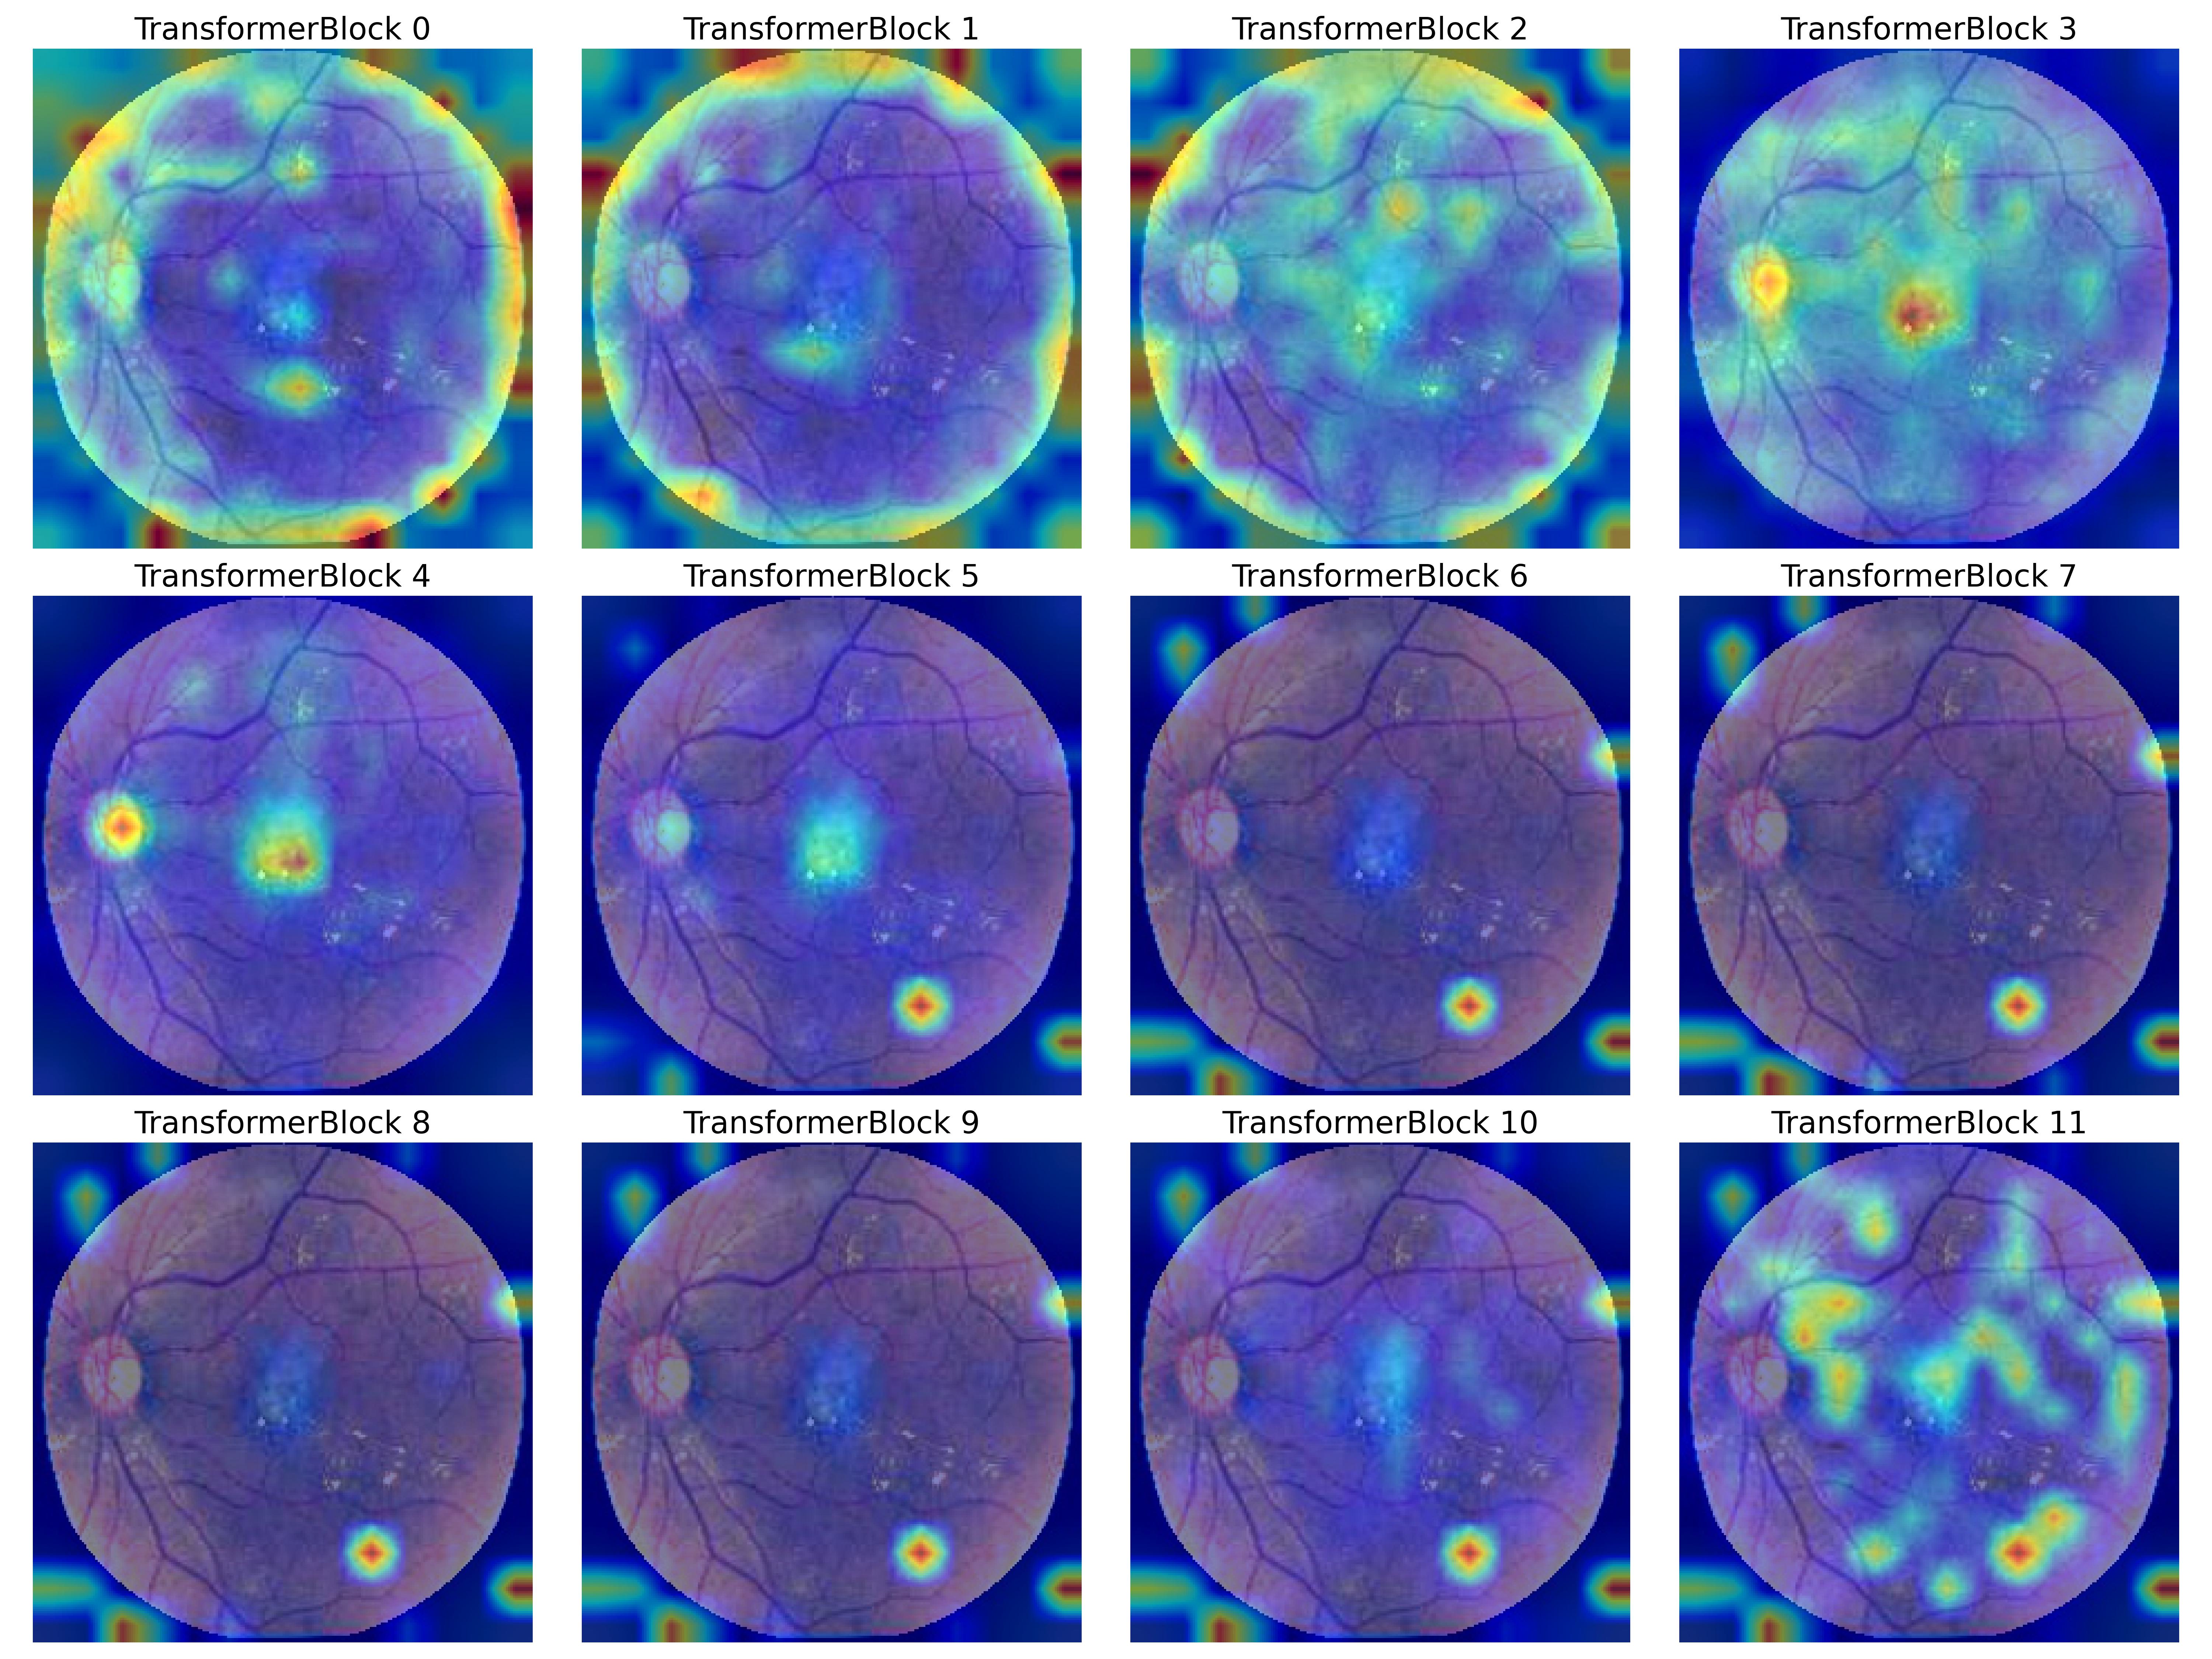 TransformerBlock 0
TransformerBlock 1
TransformerBlock 2
TransformerBlock 3
TransformerBlock 4
TransformerBlock 5
TransformerBlock 6
TransformerBlock 7
TransformerBlock 8
TransformerBlock 9
TransformerBlock 10
TransformerBlock 11